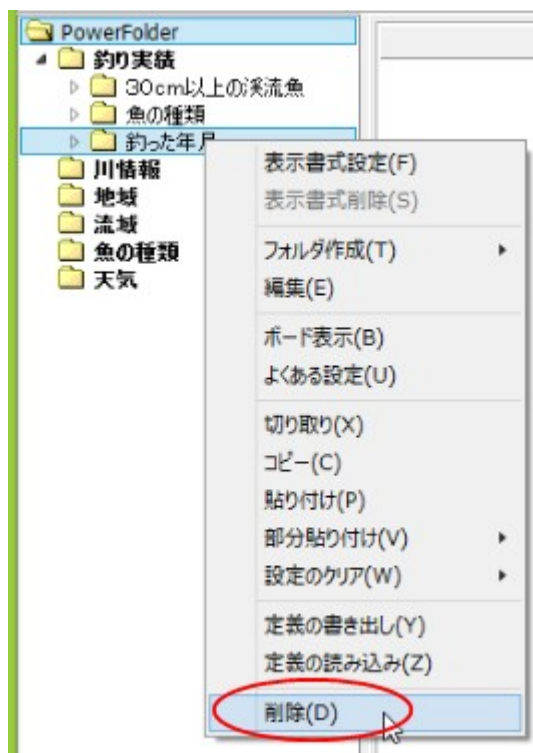 PowerFolder
釣り実績
30cm以上の渓流魚
魚の種類
釣った年月
川情報
地域
流域
魚の種類
天気
表示書式設定(F)
表示書式削除(S)
フォルダ作成(T)
編集(E)
ボード表示(B)
よくある設定(U)
切り取り(X)
コピー(C)
貼り付け(P)
部分貼り付け(V)
設定のクリア(W)
定義の書き出し(Y)
定義の読み込み(Z)
削除(D)